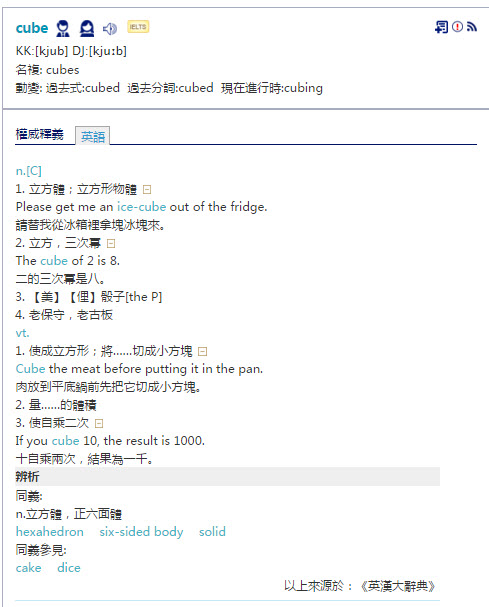 cube IELTS
KK:[kjub] DJ:[kjuːb]
名複: cubes
動變: 過去式:cubed 過去分詞:cubed 現在進行時:cubing
權威釋義 英語
n.[C]
1. 立方體；立方形物體
Please get me an ice-cube out of the fridge.
請替我從冰箱裡拿塊冰塊來。
2. 立方，三次冪
The cube of 2 is 8.
二的三次冪是八。
3. 【美】【俚】骰子[the P]
4. 老保守，老古板
vt.
1. 使成立方形；將……切成小方塊
Cube the meat before putting it in the pan.
肉放到平底鍋前先把它切成小方塊。
2. 量……的體積
3. 使自乘二次
If you cube 10, the result is 1000.
十自乘兩次，結果為一千。
辨析
同義:
n.立方體，正六面體
hexahedron six-sided body solid
同義參見:
cake dice
以上來源於：《英漢大辭典》